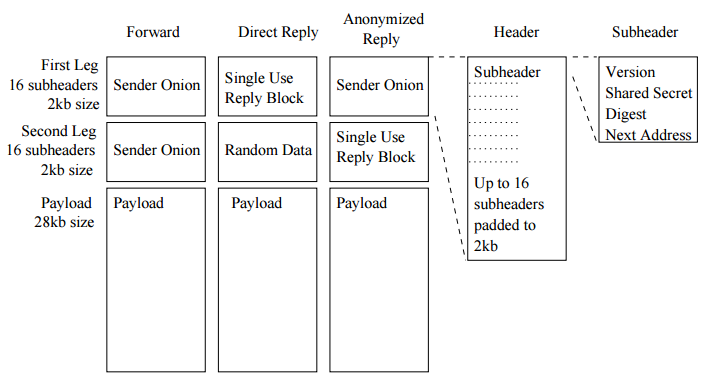 Forward
Direct Reply
Anonymized
Reply
Header
Subheader
First Leg
16 subheaders
2kb size
Sender Onion
Single Use
Reply Block
Sender Onion
Subheader
Version
Shared Secret
Digest
Next Address
Second Leg
16 subheaders
2kb size
Sender Onion
Random Data
Single Use
Reply Block
Up to 16
subheaders
padded to
2kb
Payload
28kb size
Payload
Payload
Payload